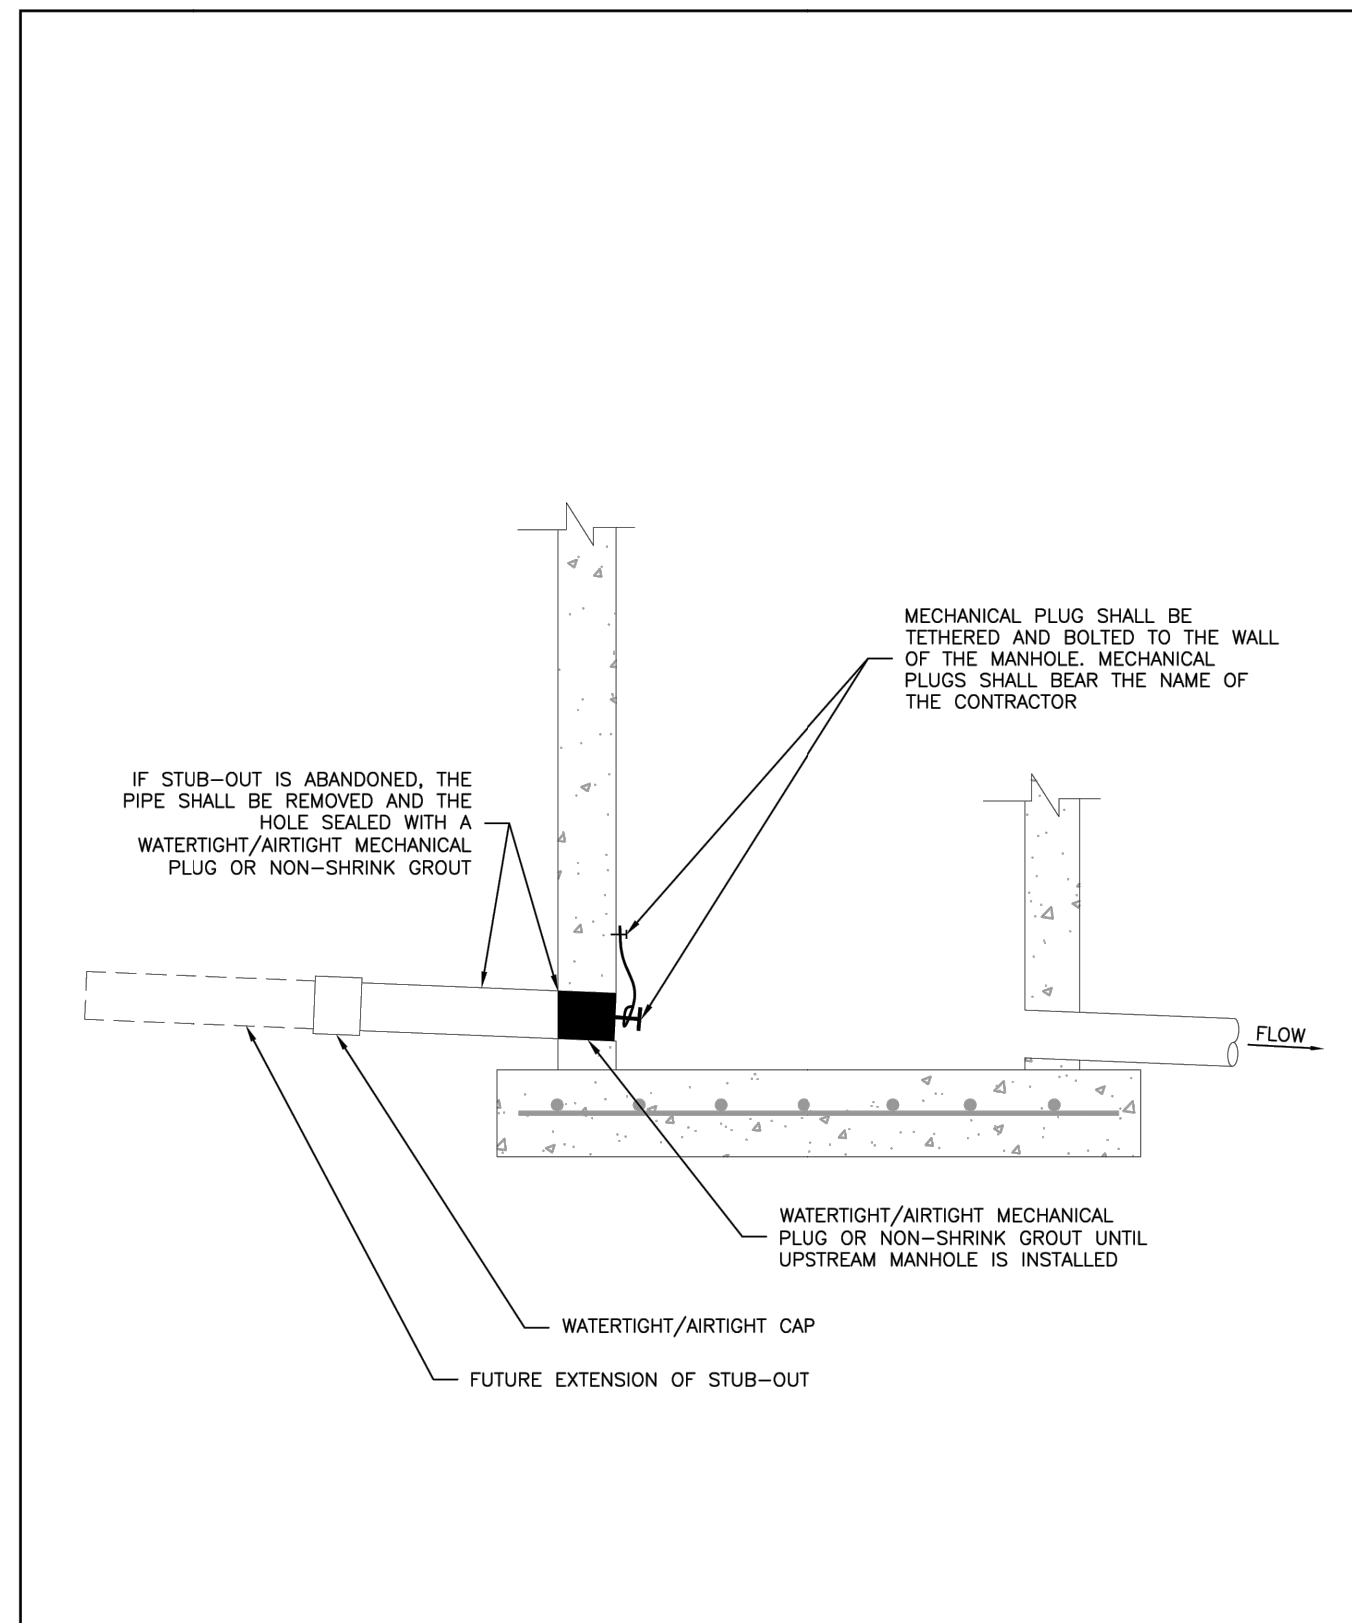 MECHANICAL PLUG SHALL BE
TETHERED AND BOLTED TO THE WALL
OF THE MANHOLE. MECHANICAL
PLUGS SHALL BEAR THE NAME OF
THE CONTRACTOR
IF STUB-OUT IS ABANDONED, THE
PIPE SHALL BE REMOVED AND THE
HOLE SEALED WITH A
WATERTIGHT/AIRTIGHT MECHANICAL
PLUG OR NON-SHRINK GROUT
FLOW
WATERTIGHT/AIRTIGHT MECHANICAL
PLUG OR NON-SHRINK GROUT UNTIL
UPSTREAM MANHOLE IS INSTALLED
WATERTIGHT/AIRTIGHT CAP
FUTURE EXTENSION OF STUB-OUT